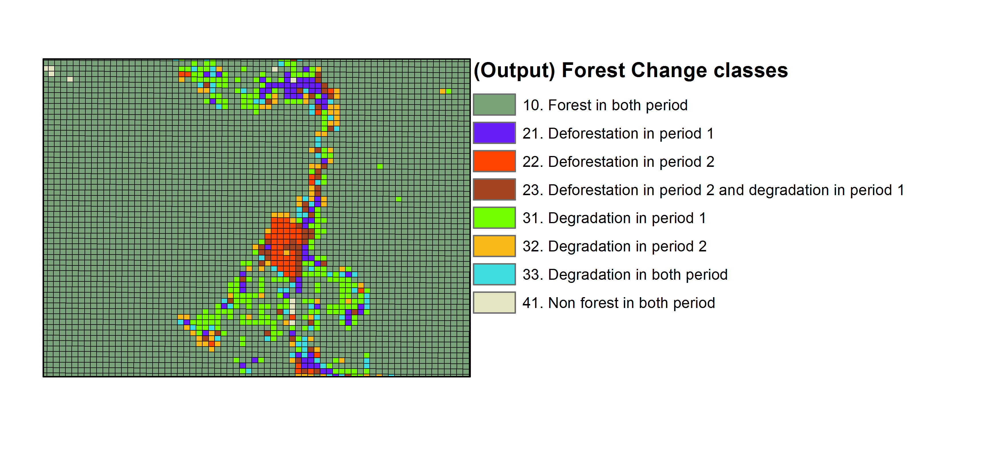 (Output) Forest Change classes
10. Forest in both period
21. Deforestation in period 1
22. Deforestation in period 2
23. Deforestation in period 2 and degradation in period 1
31. Degradation in period 1
32. Degradation in period 2
33. Degradation in both period
41. Non forest in both period